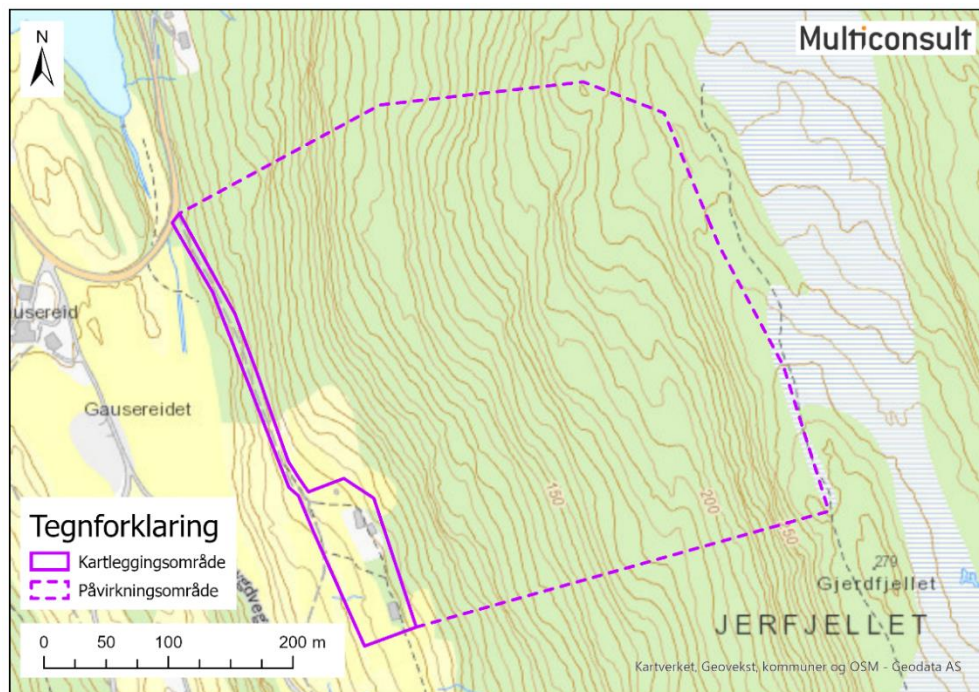 N
Multiconsult
usereid
Gausereidet
150
200
50
279
Gjerdfjellet
JERFJELLET
Tegnforklaring
Kartleggingsområde
Påvirkningsområde
0 50 100 200 m
Kartverket, Geovekst, kommuner og OSM - Geodata AS